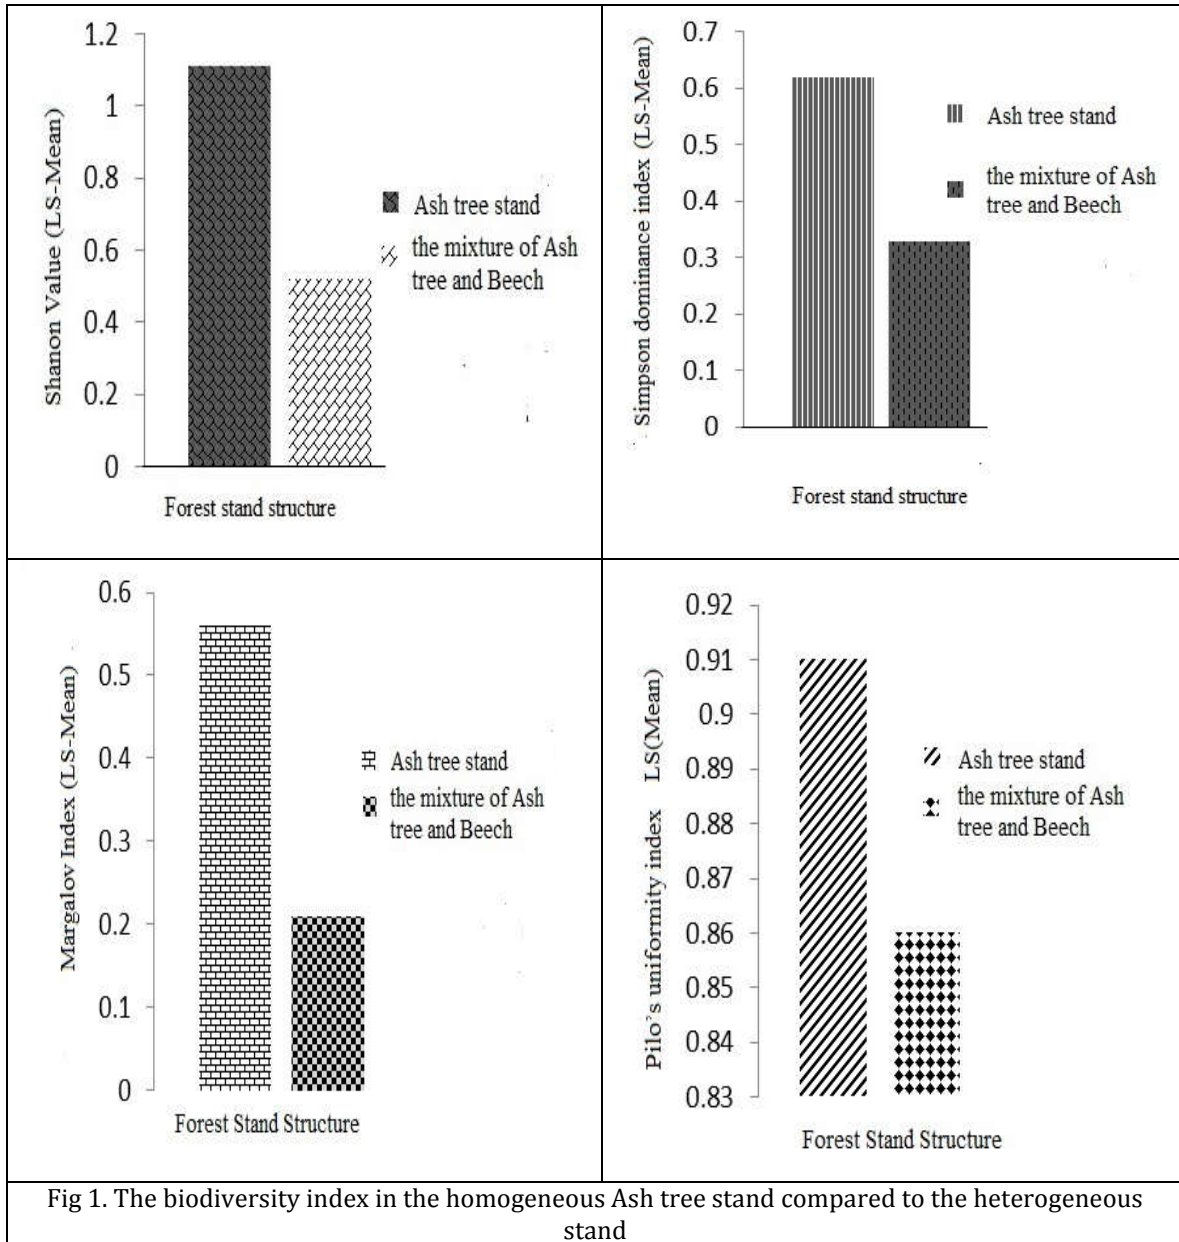 1.2
1
0.8
0.6
0.4
0.2
0
Shanon Value (LS-Mean)
Ash tree stand
the mixture of Ash
tree and Beech
Forest stand structure
0.7
0.6
0.5
0.4
0.3
0.2
0.1
0
Simpson dominance index (LS-Mean)
Ash tree stand
the mixture of Ash
tree and Beech
Forest stand structure
0.6
0.5
0.4
0.3
0.2
0.1
0
Margalov Index (LS-Mean)
Ash tree stand
the mixture of Ash
tree and Beech
Forest Stand Structure
0.92
0.91
0.9
0.89
0.88
0.87
0.86
0.85
0.84
0.83
Pilo's uniformity index LS(Mean)
Ash tree stand
the mixture of Ash
tree and Beech
Forest Stand Structure
Fig 1. The biodiversity index in the homogeneous Ash tree stand compared to the heterogeneous
stand